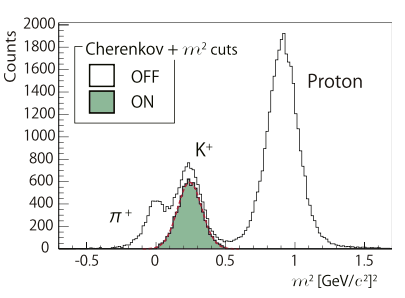 2000
1800
1600
1400
1200
1000
800
600
400
200
0
Counts
Cherenkov + m² cuts
OFF
ON
π⁺
K⁺
Proton
-0.5 0 0.5 1 1.5
m² [GeV/c²]²